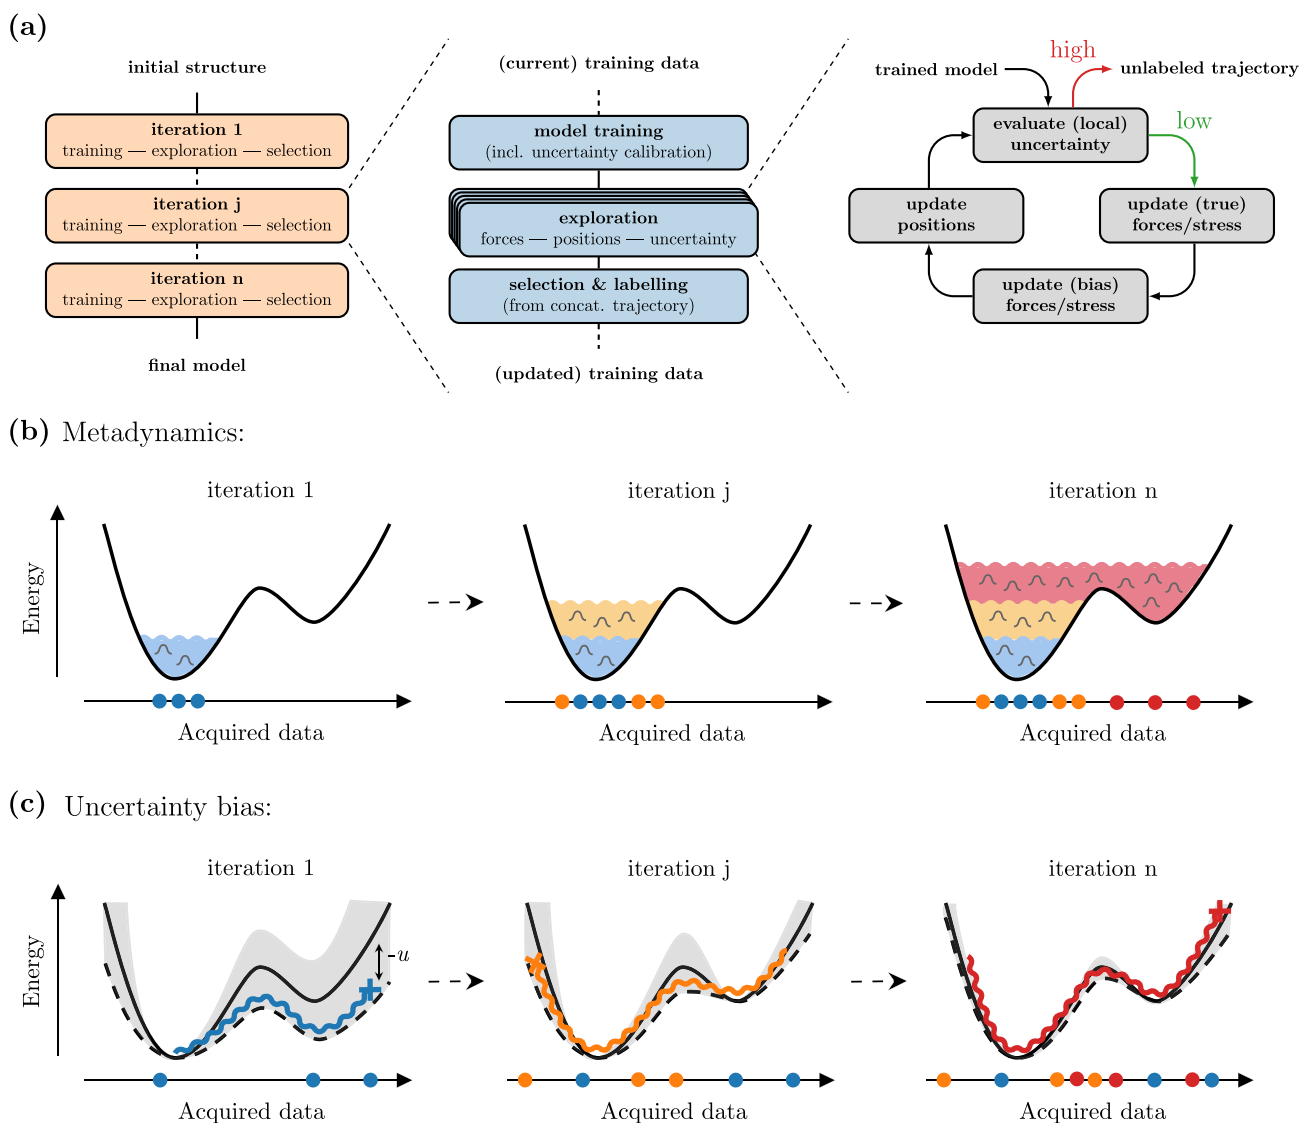 (a)
initial structure
iteration 1
training — exploration — selection
iteration j
training — exploration — selection
iteration n
training — exploration — selection
final model
(current) training data
model training
(incl. uncertainty calibration)
exploration
forces — positions — uncertainty
selection & labelling
(from concat. trajectory)
(updated) training data
trained model
high
unlabeled trajectory
evaluate (local)
uncertainty
low
update
positions
update (true)
forces/stress
update (bias)
forces/stress
(b) Metadynamics:
iteration 1
iteration j
iteration n
Energy
Acquired data
Acquired data
Acquired data
(c) Uncertainty bias:
iteration 1
iteration j
iteration n
Energy
u
Acquired data
Acquired data
Acquired data